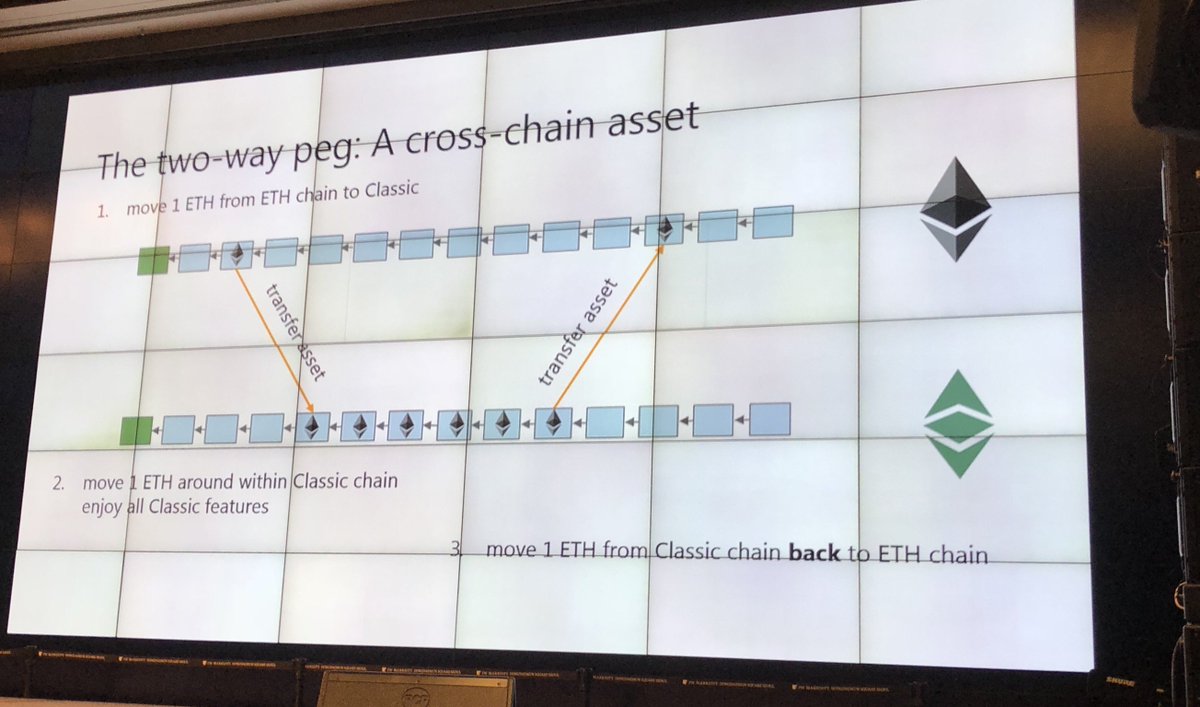 The two-way peg: A cross-chain asset
1. move 1 ETH from ETH chain to Classic
transfer asset
transfer asset
2. move 1 ETH around within Classic chain
enjoy all Classic features
3. move 1 ETH from Classic chain back to ETH chain
SHURE